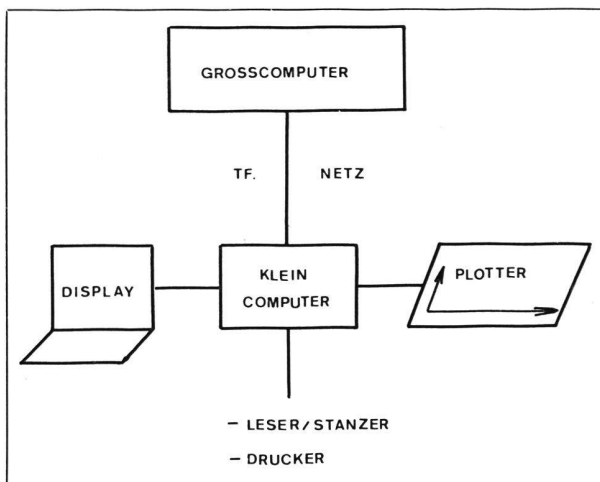 GROSSCOMPUTER
TF. NETZ
DISPLAY
KLEIN
COMPUTER
PLOTTER
– LESER/STANZER
– DRUCKER